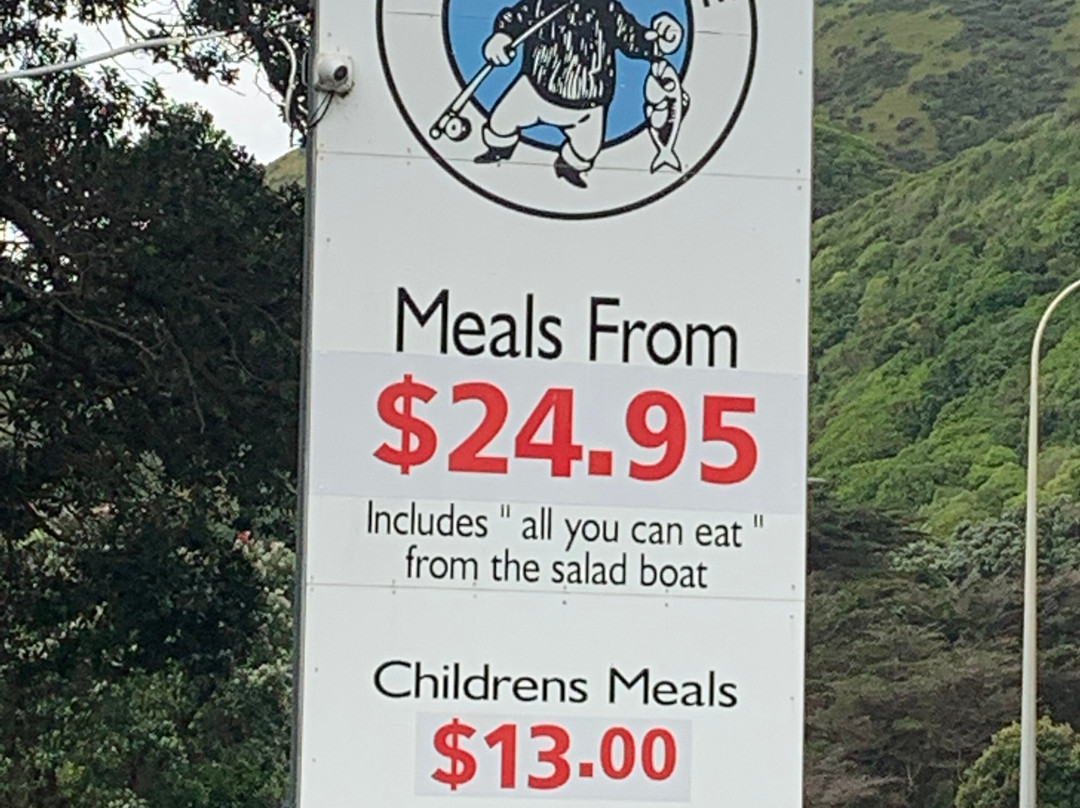 Meals From
$24.95
Includes " all you can eat "
from the salad boat
Childrens Meals
$13.00